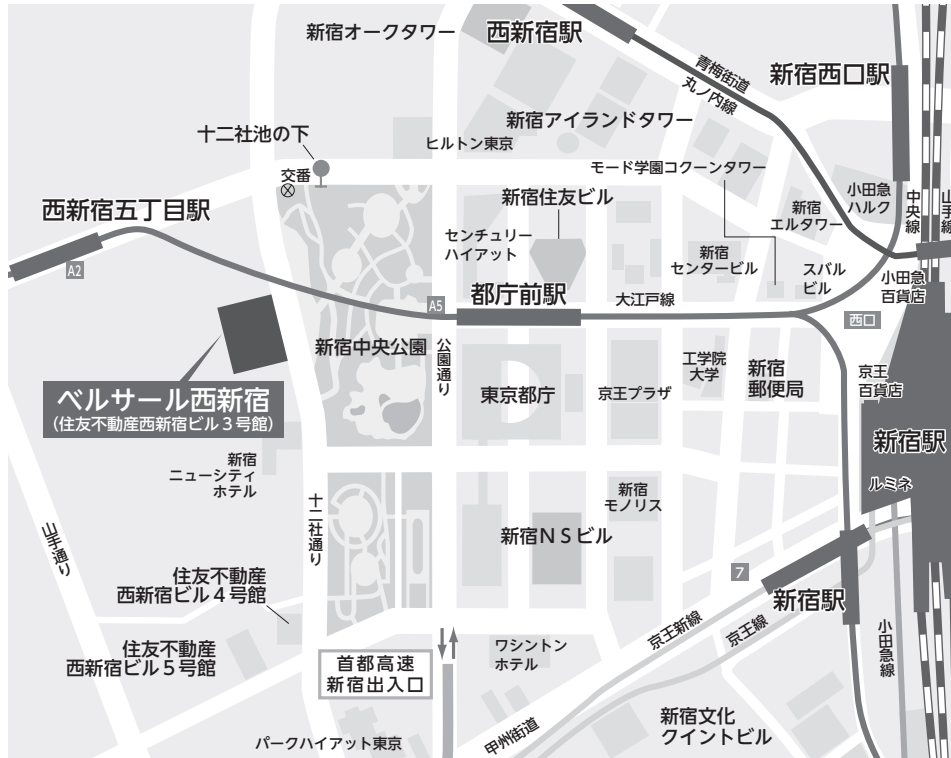 新宿オークタワー
西新宿駅
青梅街道
丸ノ内線
新宿西口駅
十二社池の下
交番
ヒルトン東京
新宿アイランドタワー
モード学園コクーンタワー
小田急
ハルク
中央線
山手線
西新宿五丁目駅
A2
新宿住友ビル
センチュリー
ハイアット
新宿
センタービル
新宿
エルタワー
スバル
ビル
小田急
百貨店
A5
都庁前駅
大江戸線
西口
新宿中央公園
公園通り
東京都庁
京王プラザ
工学院
大学
新宿
郵便局
京王
百貨店
ベルサール西新宿
(住友不動産西新宿ビル3号館)
新宿駅
ルミネ
新宿
ニューシティ
ホテル
十二社通り
新宿NSビル
新宿
モノリス
山手通り
住友不動産
西新宿ビル4号館
7
新宿駅
住友不動産
西新宿ビル5号館
首都高速
新宿出入口
ワシントン
ホテル
京王新線
京王線
小田急線
パークハイアット東京
甲州街道
新宿文化
クイントビル